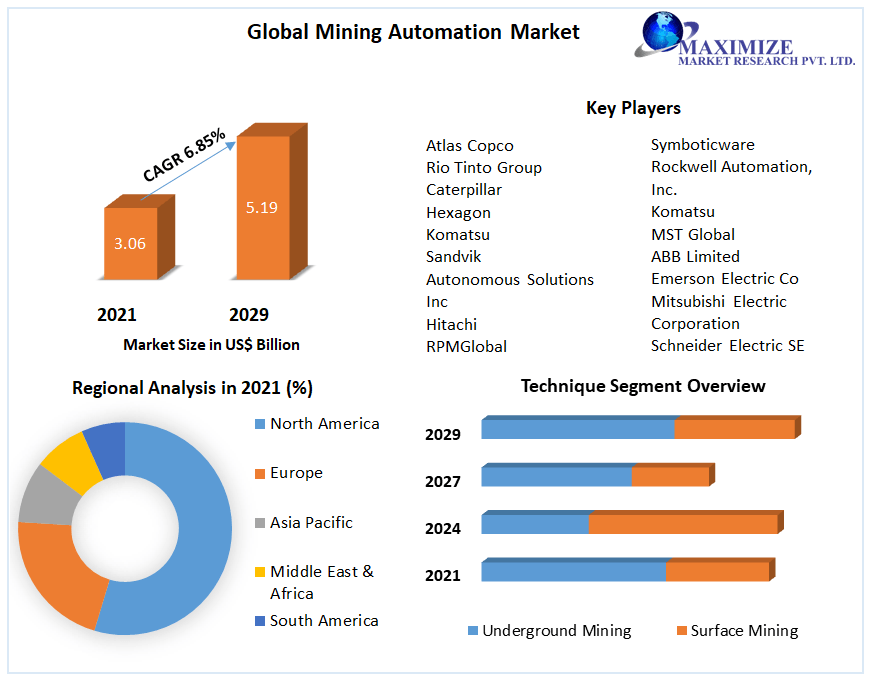 Global Mining Automation Market
MAXIMIZE
MARKET RESEARCH PVT. LTD.
CAGR 6.85%
3.06
5.19
2021
2029
Market Size in US$ Billion
Key Players
Atlas Copco
Rio Tinto Group
Caterpillar
Hexagon
Komatsu
Sandvik
Autonomous Solutions
Inc
Hitachi
RPMGlobal
Symboticware
Rockwell Automation,
Inc.
Komatsu
MST Global
ABB Limited
Emerson Electric Co
Mitsubishi Electric
Corporation
Schneider Electric SE
Regional Analysis in 2021 (%)
North America
Europe
Asia Pacific
Middle East &
Africa
South America
Technique Segment Overview
2029
2027
2024
2021
Underground Mining
Surface Mining